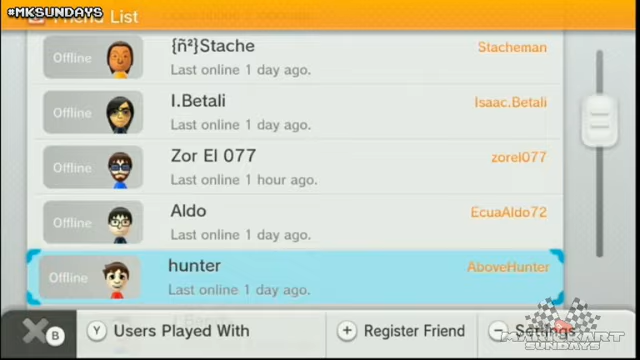 #MKSUNDAYS
Friend List
Offline
{ñ²}Stache
Stacheman
Last online 1 day ago.
Offline
I.Betali
Isaac.Betali
Last online 1 day ago.
Offline
Zor El 077
zorel077
Last online 1 hour ago.
Offline
Aldo
EcuaAldo72
Last online 1 day ago.
Offline
hunter
AboveHunter
Last online 1 day ago.
B
Y Users Played With
+ Register Friend
− Settings
MARIO KART
SUNDAYS